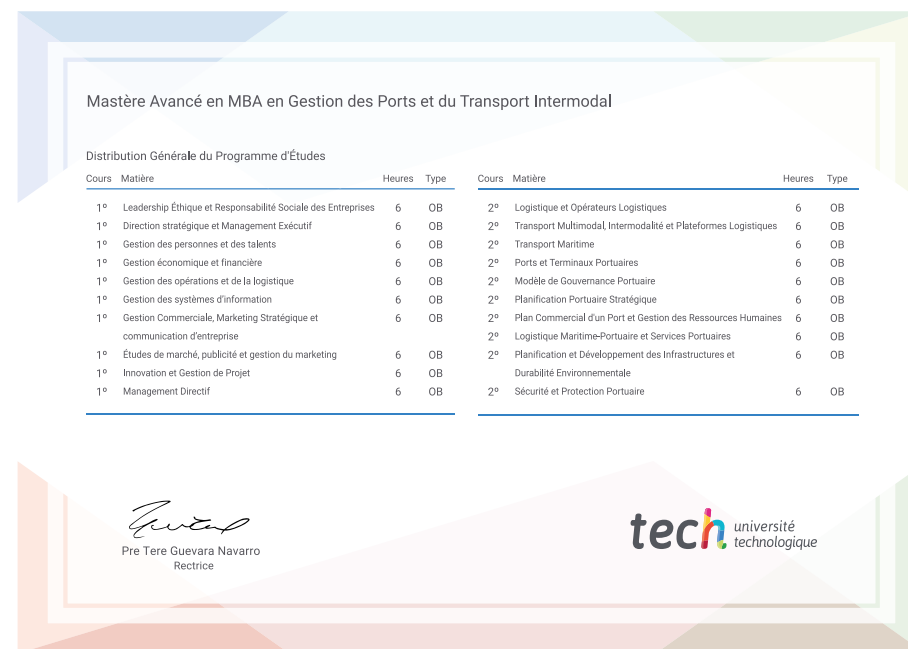 Mastère Avancé en MBA en Gestion des Ports et du Transport Intermodal
Distribution Générale du Programme d'Études
Cours Matière Heures Type
1º Leadership Éthique et Responsabilité Sociale des Entreprises 6 OB
1º Direction stratégique et Management Exécutif 6 OB
1º Gestion des personnes et des talents 6 OB
1º Gestion économique et financière 6 OB
1º Gestion des opérations et de la logistique 6 OB
1º Gestion des systèmes d'information 6 OB
1º Gestion Commerciale, Marketing Stratégique et 6 OB
communication d'entreprise
1º Études de marché, publicité et gestion du marketing 6 OB
1º Innovation et Gestion de Projet 6 OB
1º Management Directif 6 OB
Cours Matière Heures Type
2º Logistique et Opérateurs Logistiques 6 OB
2º Transport Multimodal, Intermodalité et Plateformes Logistiques 6 OB
2º Transport Maritime 6 OB
2º Ports et Terminaux Portuaires 6 OB
2º Modèle de Gouvernance Portuaire 6 OB
2º Planification Portuaire Stratégique 6 OB
2º Plan Commercial d'un Port et Gestion des Ressources Humaines 6 OB
2º Logistique Maritime-Portuaire et Services Portuaires 6 OB
2º Planification et Développement des Infrastructures et 6 OB
Durabilité Environnementale
2º Sécurité et Protection Portuaire 6 OB
Pre Tere Guevara Navarro
Rectrice
tech université
technologique